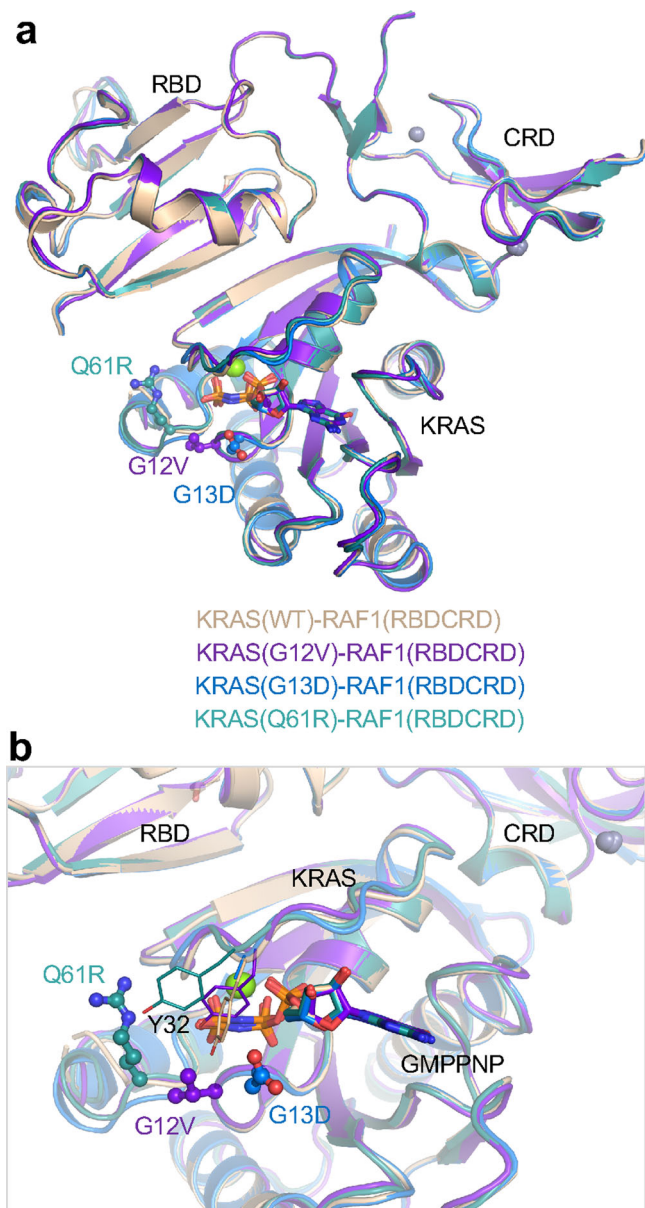 a
RBD
CRD
Q61R
KRAS
G12V
G13D
KRAS(WT)-RAF1(RBDCRD)
KRAS(G12V)-RAF1(RBDCRD)
KRAS(G13D)-RAF1(RBDCRD)
KRAS(Q61R)-RAF1(RBDCRD)
b
RBD
CRD
KRAS
Q61R
Y32
GMPPNP
G12V
G13D